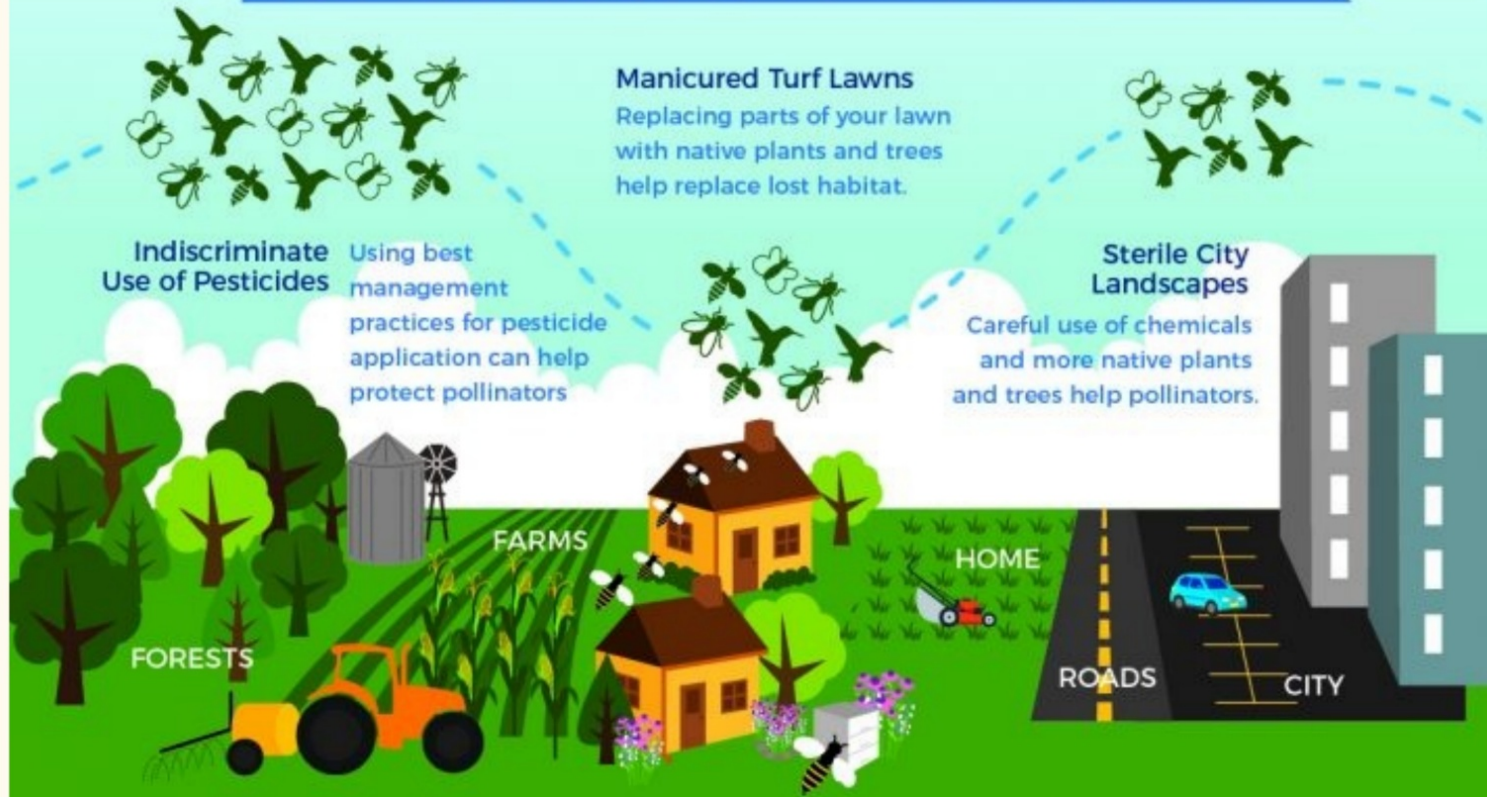 Manicured Turf Lawns
Replacing parts of your lawn
with native plants and trees
help replace lost habitat.
Indiscriminate
Use of Pesticides
Using best
management
practices for pesticide
application can help
protect pollinators
Sterile City
Landscapes
Careful use of chemicals
and more native plants
and trees help pollinators.
FARMS
HOME
FORESTS
ROADS
CITY